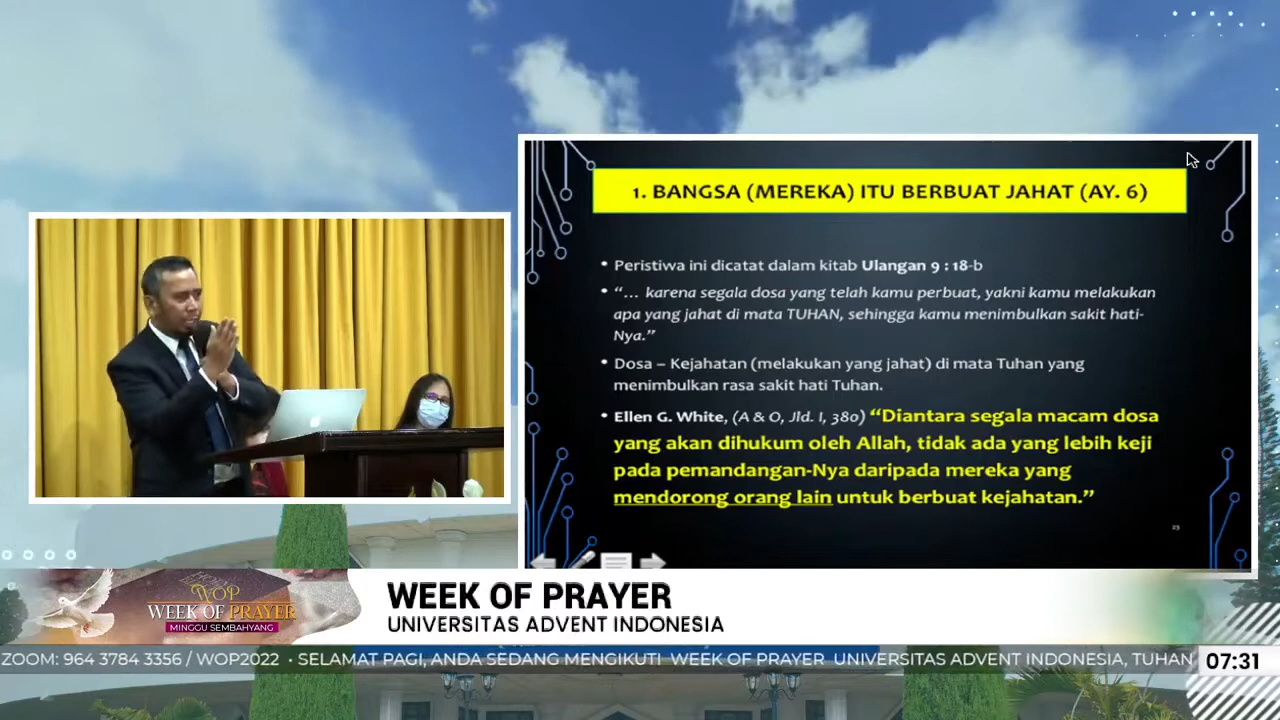 1. BANGSA (MEREKA) ITU BERBUAT JAHAT (AY. 6)
• Peristiwa ini dicatat dalam kitab Ulangan 9 : 18-b
• “... karena segala dosa yang telah kamu perbuat, yakni kamu melakukan
apa yang jahat di mata TUHAN, sehingga kamu menimbulkan sakit hati-
Nya.”
• Dosa – Kejahatan (melakukan yang jahat) di mata Tuhan yang
menimbulkan rasa sakit hati Tuhan.
• Ellen G. White, (A & O, Jld. I, 380) “Diantara segala macam dosa
yang akan dihukum oleh Allah, tidak ada yang lebih keji
pada pemandangan-Nya daripada mereka yang
mendorong orang lain untuk berbuat kejahatan.”
23
WOP
WEEK OF PRAYER
MINGGU SEMBAHYANG
WEEK OF PRAYER
UNIVERSITAS ADVENT INDONESIA
ZOOM: 964 3784 3356 / WOP2022 • SELAMAT PAGI, ANDA SEDANG MENGIKUTI WEEK OF PRAYER UNIVERSITAS ADVENT INDONESIA, TUHAN
07:31